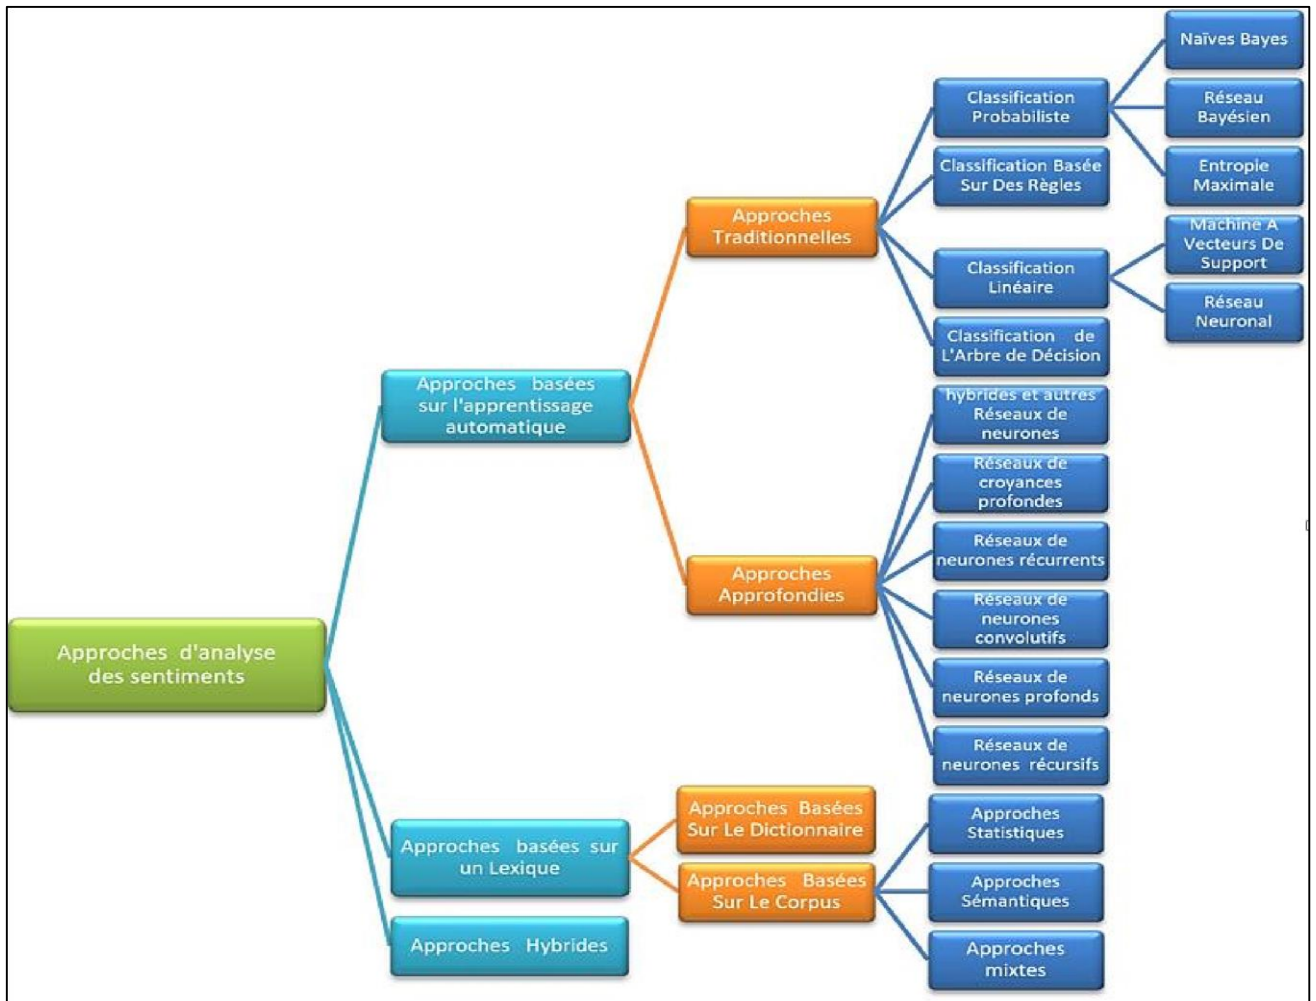 Naïves Bayes
Classification
Probabiliste
Réseau
Bayésien
Classification Basée
Sur Des Règles
Entropie
Maximale
Approches
Traditionnelles
Machine A
Vecteurs De
Support
Classification
Linéaire
Réseau
Neuronal
Classification de
L'Arbre de Décision
Approches basées
sur l'apprentissage
automatique
hybrides et autres
Réseaux de
neurones
Réseaux de
croyances
profondes
Réseaux de
neurones récurrents
Approches
Approfondies
Réseaux de
neurones
convolutifs
Approches d'analyse
des sentiments
Réseaux de
neurones profonds
Réseaux de
neurones récursifs
Approches Basées
Sur Le Dictionnaire
Approches
Statistiques
Approches basées sur
un Lexique
Approches Basées
Sur Le Corpus
Approches
Sémantiques
Approches Hybrides
Approches
mixtes